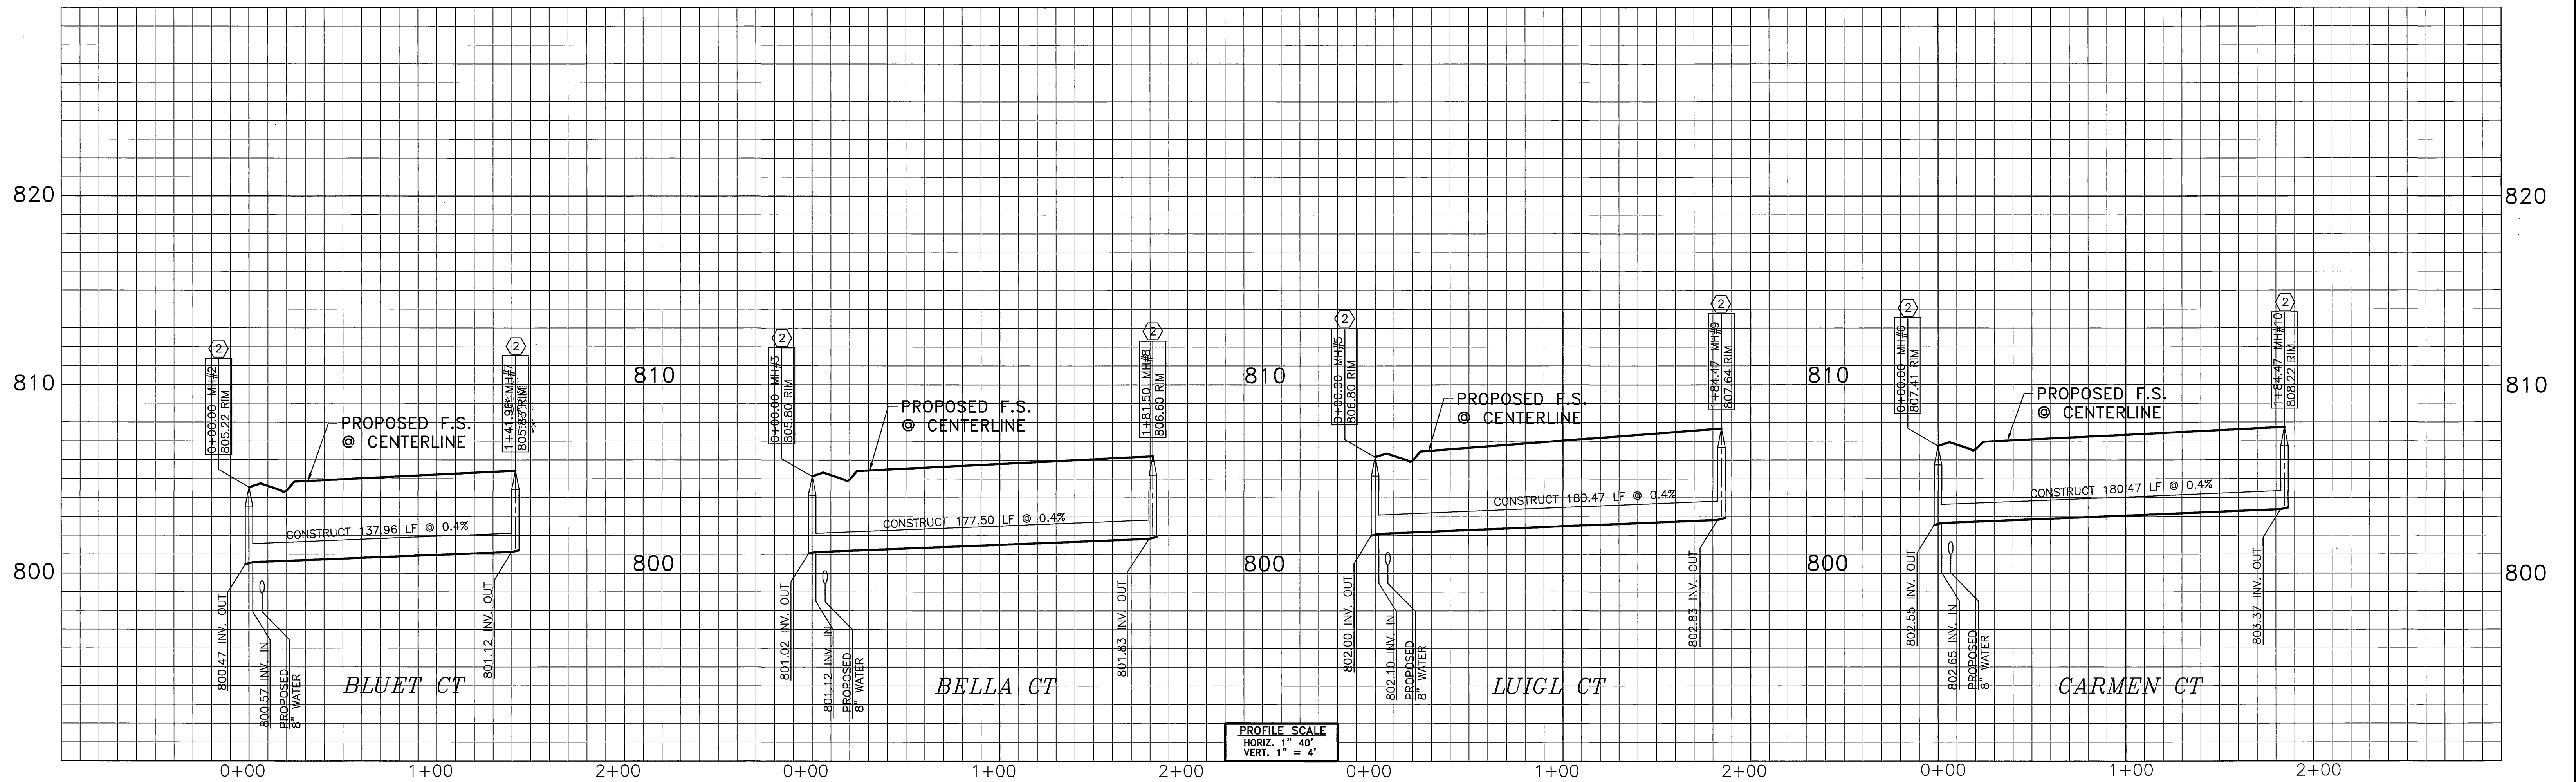 820
810
800
2
0+00.00 MH#2
805.22 RIM
2
1+41.96 MH#7
805.83 RIM
PROPOSED F.S.
@ CENTERLINE
CONSTRUCT 137.96 LF @ 0.4%
800.47 INV. OUT
800.57 INV. IN
PROPOSED
8" WATER
801.12 INV. OUT
BLUET CT
810
800
2
0+00.00 MH#3
805.80 RIM
2
1+81.50 MH#8
806.60 RIM
PROPOSED F.S.
@ CENTERLINE
CONSTRUCT 177.50 LF @ 0.4%
801.02 INV. OUT
801.12 INV. IN
PROPOSED
8" WATER
801.83 INV. OUT
BELLA CT
810
800
2
0+00.00 MH#5
806.80 RIM
2
1+84.47 MH#9
807.64 RIM
PROPOSED F.S.
@ CENTERLINE
CONSTRUCT 180.47 LF @ 0.4%
802.00 INV. OUT
802.10 INV. IN
PROPOSED
8" WATER
802.83 INV. OUT
LUIGL CT
810
800
2
0+00.00 MH#6
807.41 RIM
2
1+84.47 MH#10
808.22 RIM
PROPOSED F.S.
@ CENTERLINE
CONSTRUCT 180.47 LF @ 0.4%
802.55 INV. OUT
802.65 INV. IN
PROPOSED
8" WATER
803.37 INV. OUT
CARMEN CT
820
810
800
PROFILE SCALE
HORIZ. 1" 40'
VERT. 1" = 4'
0+00 1+00 2+00 0+00 1+00 2+00 0+00 1+00 2+00 0+00 1+00 2+00